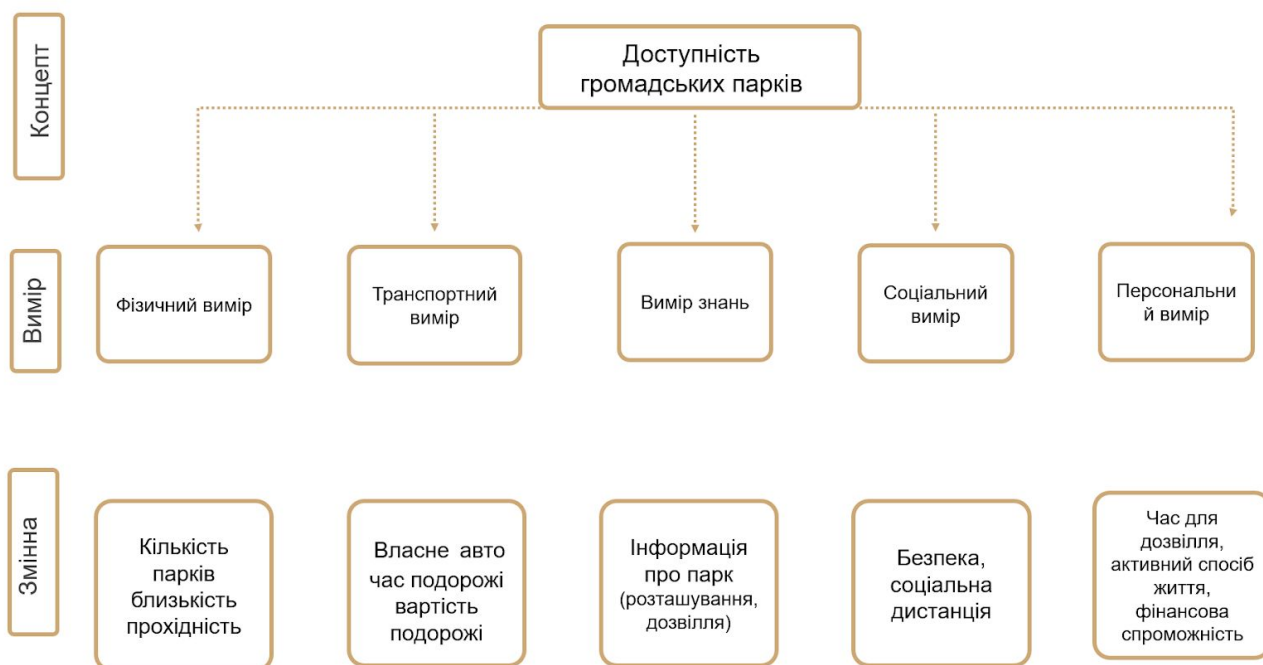 Концепт
Доступність
громадських парків
Вимір
Фізичний вимір
Транспортний
вимір
Вимір знань
Соціальний
вимір
Персональни
й вимір
Змінна
Кількість
парків
близькість
прохідність
Власне авто
час подорожі
вартість
подорожі
Інформація
про парк
(розташування,
дозвілля)
Безпека,
соціальна
дистанція
Час для
дозвілля,
активний спосіб
життя,
фінансова
спроможність